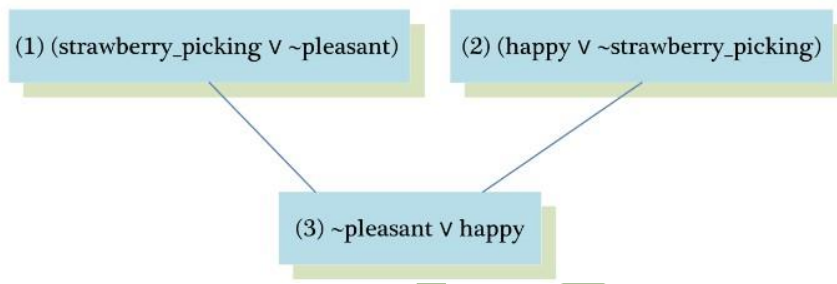 (1) (strawberry_picking ∨ ~pleasant)
(2) (happy ∨ ~strawberry_picking)
(3) ~pleasant ∨ happy